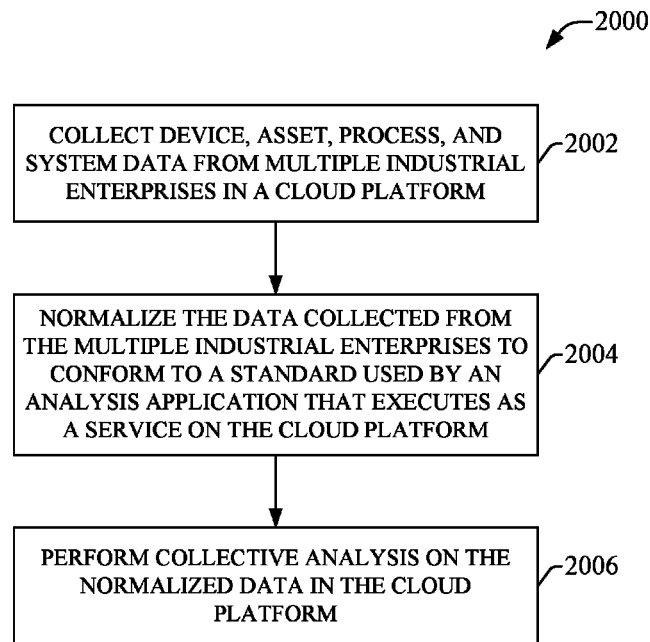 2000
COLLECT DEVICE, ASSET, PROCESS, AND
SYSTEM DATA FROM MULTIPLE INDUSTRIAL
ENTERPRISES IN A CLOUD PLATFORM
2002
NORMALIZE THE DATA COLLECTED FROM
THE MULTIPLE INDUSTRIAL ENTERPRISES TO
CONFORM TO A STANDARD USED BY AN
ANALYSIS APPLICATION THAT EXECUTES AS
A SERVICE ON THE CLOUD PLATFORM
2004
PERFORM COLLECTIVE ANALYSIS ON THE
NORMALIZED DATA IN THE CLOUD
PLATFORM
2006